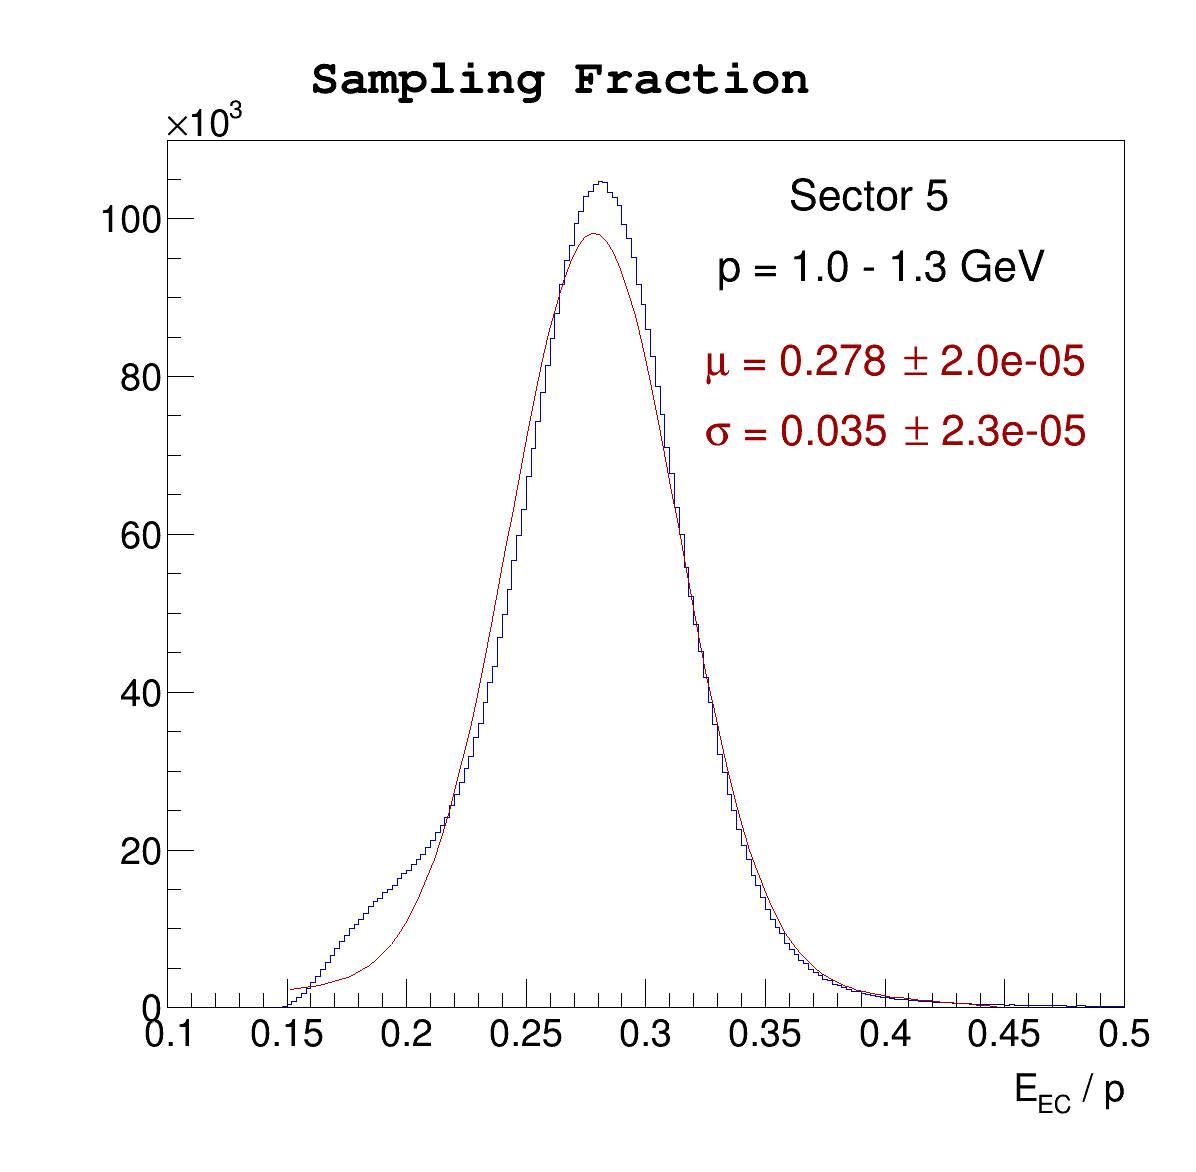 Sampling Fraction
×10³
Sector 5
p = 1.0 - 1.3 GeV
μ = 0.278 ± 2.0e-05
σ = 0.035 ± 2.3e-05
100
80
60
40
20
0
0.1 0.15 0.2 0.25 0.3 0.35 0.4 0.45 0.5
E_EC / p